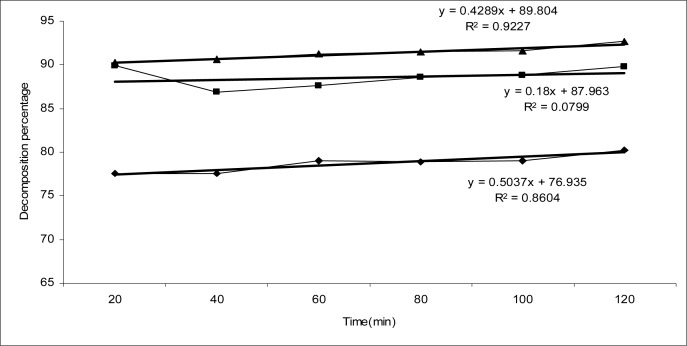 y = 0.4289x + 89.804
R² = 0.9227
95
90
85
80
75
70
65
Decomposition percentage
y = 0.18x + 87.963
R² = 0.0799
y = 0.5037x + 76.935
R² = 0.8604
20 40 60 80 100 120
Time(min)